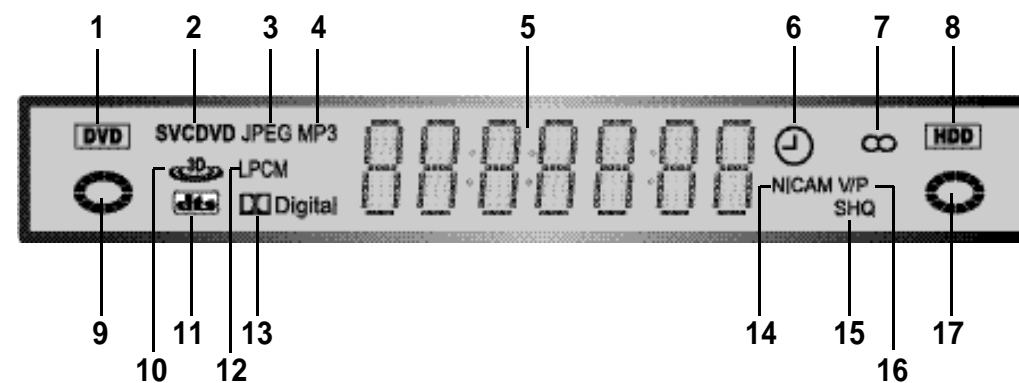 1 2 3 4 5 6 7 8
DVD SVCDVD JPEG MP3 HDD
3D LPCM
NICAM V/P
dts Digital SHQ
9 11 13 14 15 17
10 12 16